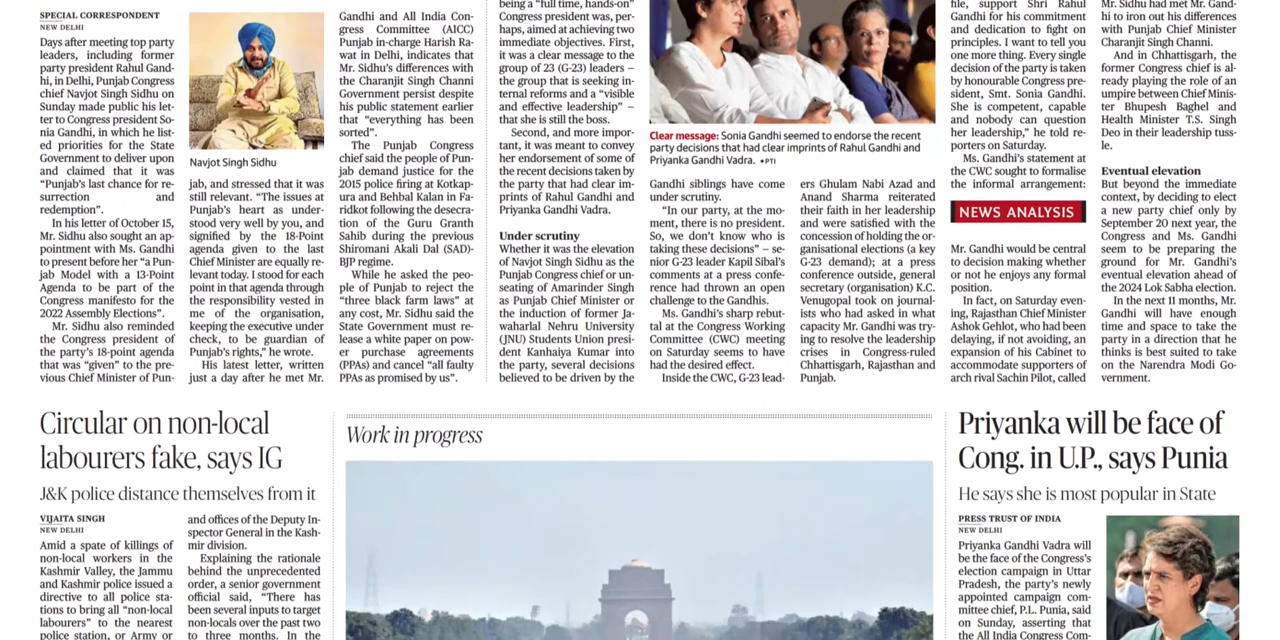 SPECIAL CORRESPONDENT
NEW DELHI
Days after meeting top party
leaders, including former
party president Rahul Gand-
hi, in Delhi, Punjab Congress
chief Navjot Singh Sidhu on
Sunday made public his let-
ter to Congress president So-
nia Gandhi, in which he list-
ed priorities for the State
Government to deliver upon
and claimed that it was
“Punjab’s last chance for re-
surrection and
redemption”.
In his letter of October 15,
Mr. Sidhu also sought an ap-
pointment with Ms. Gandhi
to present before her “a Pun-
jab Model with a 13-Point
Agenda to be part of the
Congress manifesto for the
2022 Assembly Elections”.
Mr. Sidhu also reminded
the Congress president of
the party’s 18-point agenda
that was “given” to the pre-
vious Chief Minister of Pun-
Navjot Singh Sidhu
jab, and stressed that it was
still relevant. “The issues at
Punjab’s heart as under-
stood very well by you, and
signified by the 18-Point
agenda given to the last
Chief Minister are equally re-
levant today. I stood for each
point in that agenda through
the responsibility vested in
me of the organisation,
keeping the executive under
check, to be guardian of
Punjab’s rights,” he wrote.
His latest letter, written
just a day after he met Mr.
Gandhi and All India Con-
gress Committee (AICC)
Punjab in-charge Harish Ra-
wat in Delhi, indicates that
Mr. Sidhu’s differences with
the Charanjit Singh Channi
Government persist despite
his public statement earlier
that “everything has been
sorted”.
The Punjab Congress
chief said the people of Pun-
jab demand justice for the
2015 police firing at Kotkap-
ura and Behbal Kalan in Fa-
ridkot following the desecra-
tion of the Guru Granth
Sahib during the previous
Shiromani Akali Dal (SAD)-
BJP regime.
While he asked the peo-
ple of Punjab to reject the
“three black farm laws” at
any cost, Mr. Sidhu said the
State Government must re-
lease a white paper on pow-
er purchase agreements
(PPAs) and cancel “all faulty
PPAs as promised by us”.
being a “full time, hands-on”
Congress president was, per-
haps, aimed at achieving two
immediate objectives. First,
it was a clear message to the
group of 23 (G-23) leaders –
the group that is seeking in-
ternal reforms and a “visible
and effective leadership” –
that she is still the boss.
Second, and more impor-
tant, it was meant to convey
her endorsement of some of
the recent decisions taken by
the party that had clear im-
prints of Rahul Gandhi and
Priyanka Gandhi Vadra.
Under scrutiny
Whether it was the elevation
of Navjot Singh Sidhu as the
Punjab Congress chief or un-
seating of Amarinder Singh
as Punjab Chief Minister or
the induction of former Ja-
waharlal Nehru University
(JNU) Students Union presi-
dent Kanhaiya Kumar into
the party, several decisions
believed to be driven by the
Clear message: Sonia Gandhi seemed to endorse the recent
party decisions that had clear imprints of Rahul Gandhi and
Priyanka Gandhi Vadra. •PTI
Gandhi siblings have come
under scrutiny.
“In our party, at the mo-
ment, there is no president.
So, we don’t know who is
taking these decisions” – se-
nior G-23 leader Kapil Sibal’s
comments at a press confe-
rence had thrown an open
challenge to the Gandhis.
Ms. Gandhi’s sharp rebut-
tal at the Congress Working
Committee (CWC) meeting
on Saturday seems to have
had the desired effect.
Inside the CWC, G-23 lead-
ers Ghulam Nabi Azad and
Anand Sharma reiterated
their faith in her leadership
and were satisfied with the
concession of holding the or-
ganisational elections (a key
G-23 demand); at a press
conference outside, general
secretary (organisation) K.C.
Venugopal took on journal-
ists who had asked in what
capacity Mr. Gandhi was try-
ing to resolve the leadership
crises in Congress-ruled
Chhattisgarh, Rajasthan and
Punjab.
file, support Shri Rahul
Gandhi for his commitment
and dedication to fight on
principles. I want to tell you
one more thing. Every single
decision of the party is taken
by honourable Congress pre-
sident, Smt. Sonia Gandhi.
She is competent, capable
and nobody can question
her leadership,” he told re-
porters on Saturday.
Ms. Gandhi’s statement at
the CWC sought to formalise
the informal arrangement:
NEWS ANALYSIS
Mr. Gandhi would be central
to decision making whether
or not he enjoys any formal
position.
In fact, on Saturday even-
ing, Rajasthan Chief Minister
Ashok Gehlot, who had been
delaying, if not avoiding, an
expansion of his Cabinet to
accommodate supporters of
arch rival Sachin Pilot, called
Mr. Sidhu had met Mr. Gand-
hi to iron out his differences
with Punjab Chief Minister
Charanjit Singh Channi.
And in Chhattisgarh, the
former Congress chief is al-
ready playing the role of an
umpire between Chief Minis-
ter Bhupesh Baghel and
Health Minister T.S. Singh
Deo in their leadership tuss-
le.
Eventual elevation
But beyond the immediate
context, by deciding to elect
a new party chief only by
September 20 next year, the
Congress and Ms. Gandhi
seem to be preparing the
ground for Mr. Gandhi’s
eventual elevation ahead of
the 2024 Lok Sabha election.
In the next 11 months, Mr.
Gandhi will have enough
time and space to take the
party in a direction that he
thinks is best suited to take
on the Narendra Modi Go-
vernment.
Circular on non-local
labourers fake, says IG
J&K police distance themselves from it
VIJAITA SINGH
NEW DELHI
Amid a spate of killings of
non-local workers in the
Kashmir Valley, the Jammu
and Kashmir police issued a
directive to all police sta-
tions to bring all “non-local
labourers” to the nearest
police station, or Army or
and offices of the Deputy In-
spector General in the Kash-
mir division.
Explaining the rationale
behind the unprecedented
order, a senior government
official said, “There has
been several inputs to target
non-locals over the past two
to three months. In the
Work in progress
Priyanka will be face of
Cong. in U.P., says Punia
He says she is most popular in State
PRESS TRUST OF INDIA
NEW DELHI
Priyanka Gandhi Vadra will
be the face of the Congress’s
election campaign in Uttar
Pradesh, the party’s newly
appointed campaign com-
mittee chief, P.L. Punia, said
on Sunday, asserting that
the All India Congress Com-